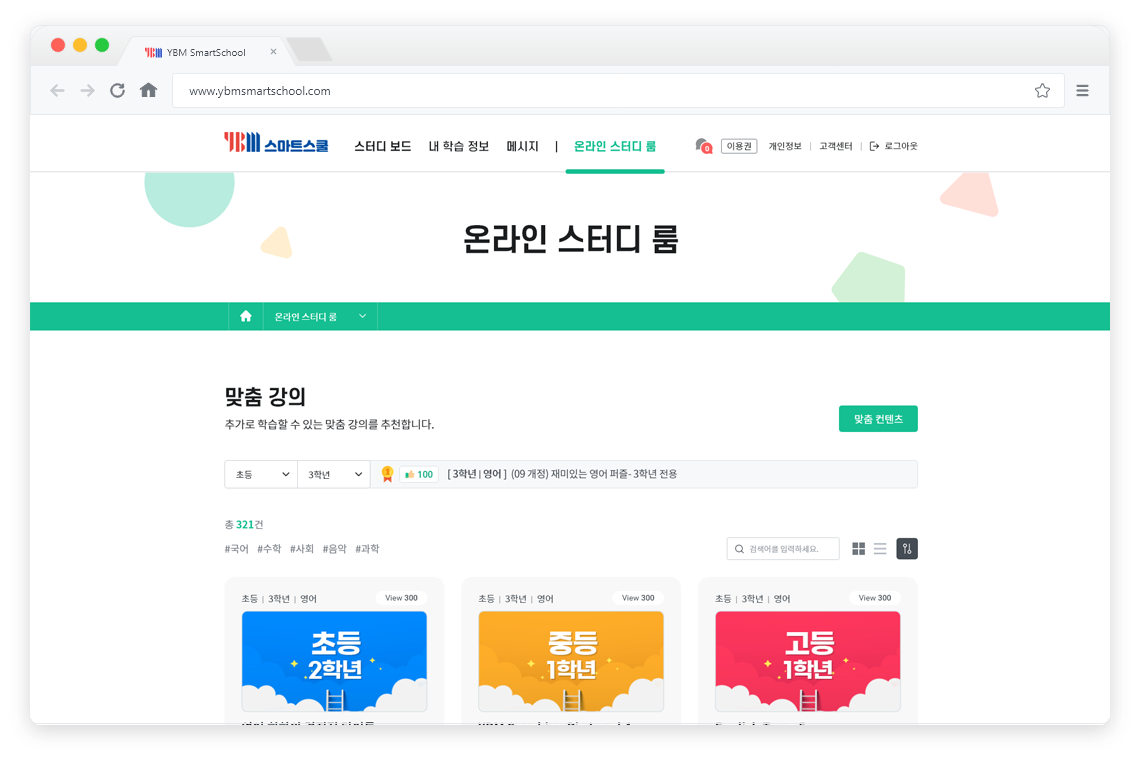 YBM YBM SmartSchool
www.ybmsmartschool.com
YBM 스마트스쿨 스터디 보드 내 학습 정보 메시지 | 온라인 스터디 룸 0 이용권 개인정보 | 고객센터 | 로그아웃
온라인 스터디 룸
온라인 스터디 룸
맞춤 강의
추가로 학습할 수 있는 맞춤 강의를 추천합니다.
맞춤 컨텐츠
초등 3학년 1 100 [ 3학년 | 영어 ] (09 개정) 재미있는 영어 퍼즐- 3학년 전용
총 321건
#국어 #수학 #사회 #음악 #과학
검색어를 입력하세요.
초등 | 3학년 | 영어 View 300
초등
2학년
초등 | 3학년 | 영어 View 300
중등
1학년
초등 | 3학년 | 영어 View 300
고등
1학년